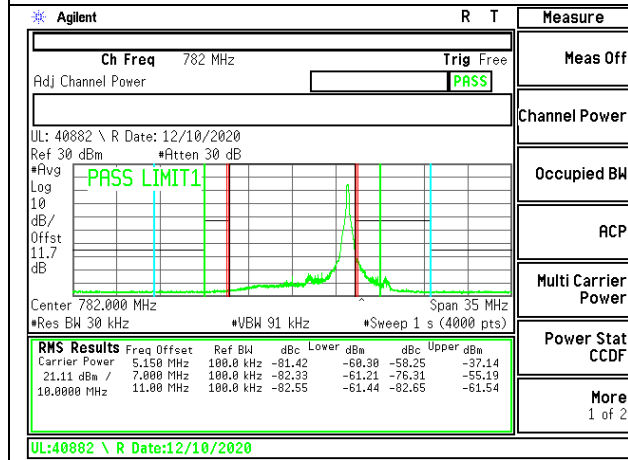 Agilent R T Measure
Ch Freq 782 MHz Trig Free
Meas Off
Adj Channel Power PASS
Channel Power
UL: 40882 \ R Date: 12/10/2020
Ref 30 dBm #Atten 30 dB
#Avg
PASS LIMIT1
Occupied BW
Log
10
dB/
Offst
11.7
dB
ACP
Multi Carrier
Power
Center 782.000 MHz ^ Span 35 MHz
#Res BW 30 kHz #VBW 91 kHz #Sweep 1 s (4000 pts)
Power Stat
CCDF
RMS Results Freq Offset Ref BW dBc Lower dBm dBc Upper dBm
Carrier Power 5.150 MHz 100.0 kHz -81.42 -60.30 -58.25 -37.14
21.11 dBm / 7.000 MHz 100.0 kHz -82.33 -61.21 -76.31 -55.19
10.0000 MHz 11.00 MHz 100.0 kHz -82.55 -61.44 -82.65 -61.54
More
1 of 2
UL:40882 \ R Date:12/10/2020